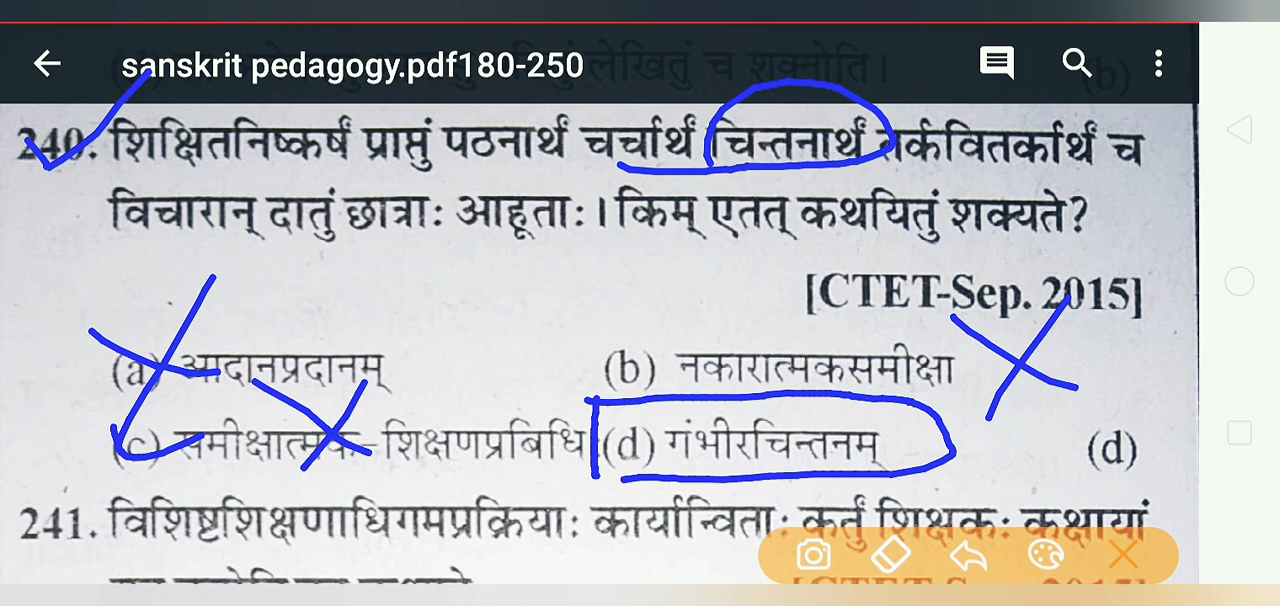 sanskrit pedagogy.pdf180-250
240. शिक्षितनिष्कर्षं प्राप्तुं पठनार्थं चर्चार्थं चिन्तनार्थं तर्कवितर्कार्थं च
विचारान् दातुं छात्राः आहूताः । किम् एतत् कथयितुं शक्यते?
[CTET-Sep. 2015]
(a) आदानप्रदानम् (b) नकारात्मकसमीक्षा
(c) समीक्षात्मक-शिक्षणप्रबिधि (d) गंभीरचिन्तनम् (d)
241. विशिष्टशिक्षणाधिगमप्रक्रियाः कार्यान्विताः कर्तुं शिक्षकः कक्षायां